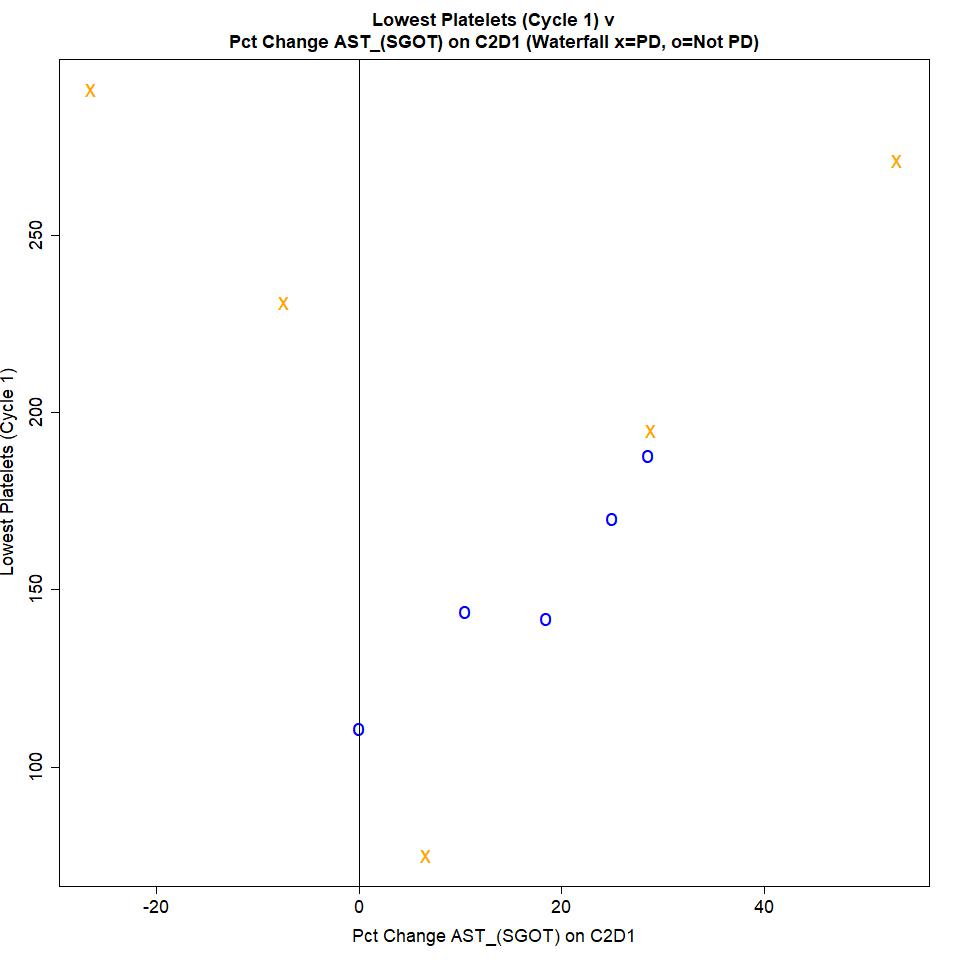 Lowest Platelets (Cycle 1) v
Pct Change AST_(SGOT) on C2D1 (Waterfall x=PD, o=Not PD)
X
X
250
X
Lowest Platelets (Cycle 1)
200
X
O
O
150
O
O
O
100
X
-20
0
20
40
Pct Change AST_(SGOT) on C2D1